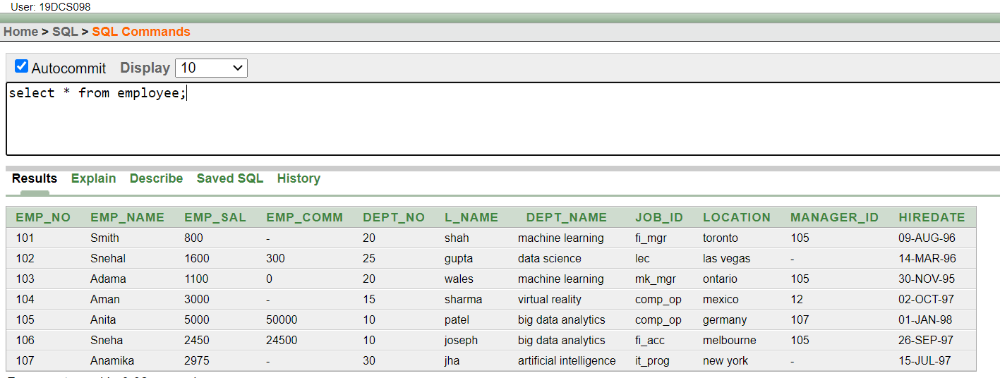 User: 19DCS098
Home > SQL > SQL Commands
Autocommit Display 10
select * from employee;
Results Explain Describe Saved SQL History
EMP_NO EMP_NAME EMP_SAL EMP_COMM DEPT_NO L_NAME DEPT_NAME JOB_ID LOCATION MANAGER_ID HIREDATE
101 Smith 800 - 20 shah machine learning fi_mgr toronto 105 09-AUG-96
102 Snehal 1600 300 25 gupta data science lec las vegas - 14-MAR-96
103 Adama 1100 0 20 wales machine learning mk_mgr ontario 105 30-NOV-95
104 Aman 3000 - 15 sharma virtual reality comp_op mexico 12 02-OCT-97
105 Anita 5000 50000 10 patel big data analytics comp_op germany 107 01-JAN-98
106 Sneha 2450 24500 10 joseph big data analytics fi_acc melbourne 105 26-SEP-97
107 Anamika 2975 - 30 jha artificial intelligence it_prog new york - 15-JUL-97